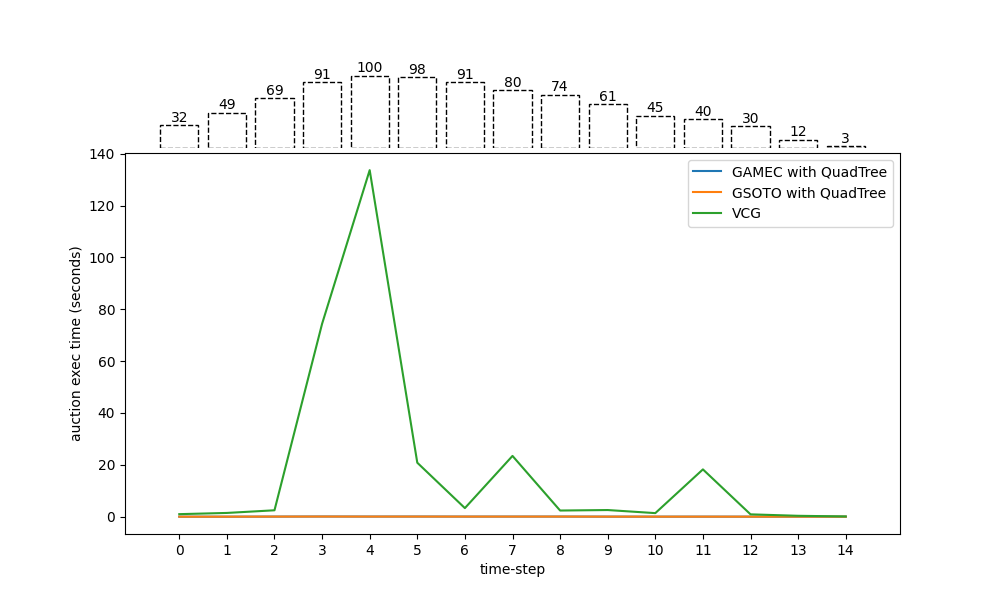 32 49 69 91 100 98 91 80 74 61 45 40 30 12 3
140
120
100
80
60
40
20
0
auction exec time (seconds)
GAMEC with QuadTree
GSOTO with QuadTree
VCG
0 1 2 3 4 5 6 7 8 9 10 11 12 13 14
time-step